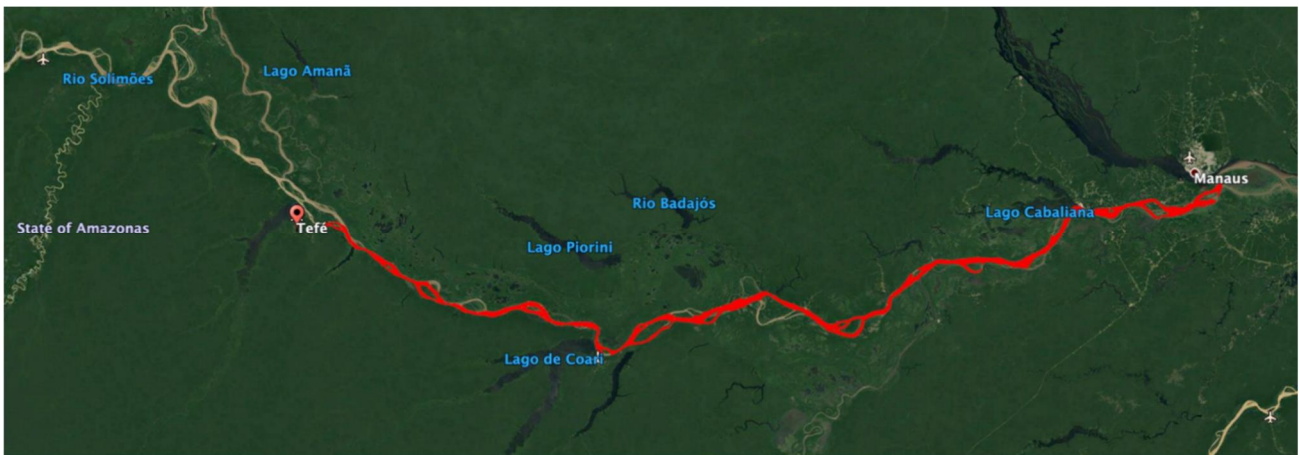 Lago Amanã
Rio Solimões
Manaus
Rio Badajós
Lago Cabaliana
State of Amazonas
Tefé
Lago Piorini
Lago de Coari